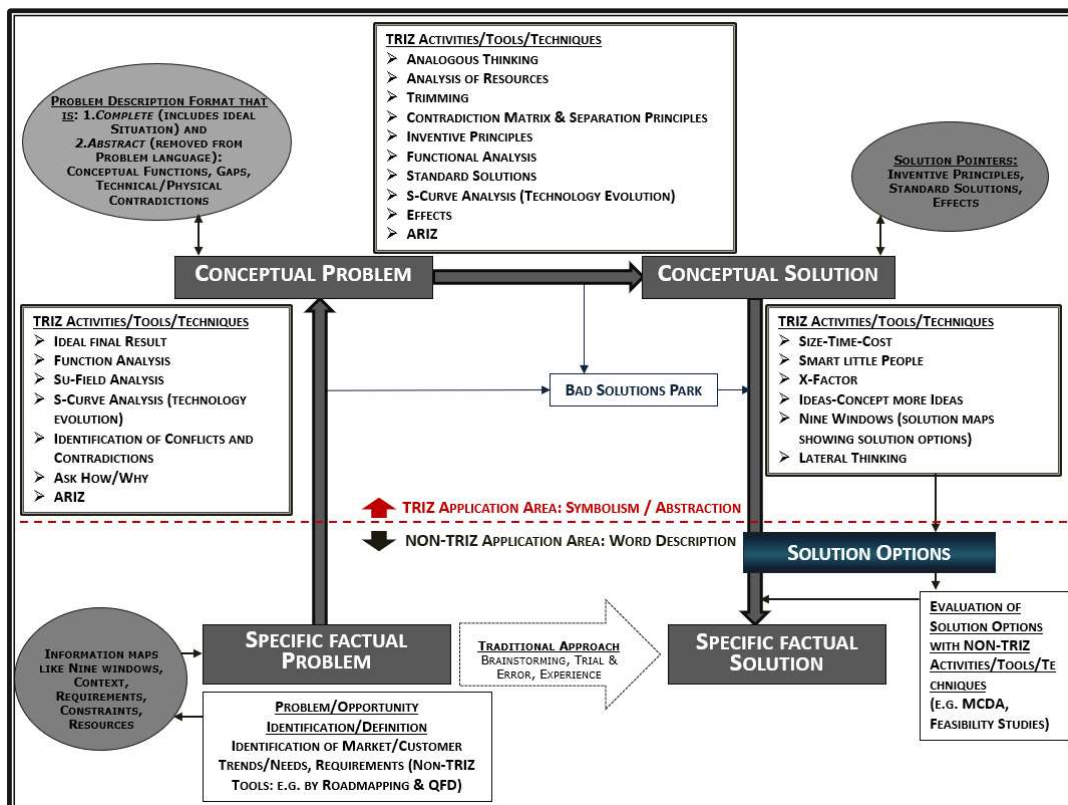 TRIZ ACTIVITIES/TOOLS/TECHNIQUES
➢ ANALOGOUS THINKING
➢ ANALYSIS OF RESOURCES
➢ TRIMMING
➢ CONTRADICTION MATRIX & SEPARATION PRINCIPLES
➢ INVENTIVE PRINCIPLES
➢ FUNCTIONAL ANALYSIS
➢ STANDARD SOLUTIONS
➢ S-CURVE ANALYSIS (TECHNOLOGY EVOLUTION)
➢ EFFECTS
➢ ARIZ
PROBLEM DESCRIPTION FORMAT THAT
IS: 1.COMPLETE (INCLUDES IDEAL
SITUATION) AND
2.ABSTRACT (REMOVED FROM
PROBLEM LANGUAGE):
CONCEPTUAL FUNCTIONS, GAPS,
TECHNICAL/PHYSICAL
CONTRADICTIONS
SOLUTION POINTERS:
INVENTIVE PRINCIPLES,
STANDARD SOLUTIONS,
EFFECTS
CONCEPTUAL PROBLEM
CONCEPTUAL SOLUTION
TRIZ ACTIVITIES/TOOLS/TECHNIQUES
➢ IDEAL FINAL RESULT
➢ FUNCTION ANALYSIS
➢ SU-FIELD ANALYSIS
➢ S-CURVE ANALYSIS (TECHNOLOGY
EVOLUTION)
➢ IDENTIFICATION OF CONFLICTS AND
CONTRADICTIONS
➢ ASK HOW/WHY
➢ ARIZ
BAD SOLUTIONS PARK
TRIZ ACTIVITIES/TOOLS/TECHNIQUES
➢ SIZE-TIME-COST
➢ SMART LITTLE PEOPLE
➢ X-FACTOR
➢ IDEAS-CONCEPT MORE IDEAS
➢ NINE WINDOWS (SOLUTION MAPS
SHOWING SOLUTION OPTIONS)
➢ LATERAL THINKING
TRIZ APPLICATION AREA: SYMBOLISM / ABSTRACTION
NON-TRIZ APPLICATION AREA: WORD DESCRIPTION
SOLUTION OPTIONS
INFORMATION MAPS
LIKE NINE WINDOWS,
CONTEXT,
REQUIREMENTS,
CONSTRAINTS,
RESOURCES
SPECIFIC FACTUAL
PROBLEM
TRADITIONAL APPROACH
BRAINSTORMING, TRIAL &
ERROR, EXPERIENCE
SPECIFIC FACTUAL
SOLUTION
EVALUATION OF
SOLUTION OPTIONS
WITH NON-TRIZ
ACTIVITIES/TOOLS/TE
CHNIQUES
(E.G. MCDA,
FEASIBILITY STUDIES)
PROBLEM/OPPORTUNITY
IDENTIFICATION/DEFINITION
IDENTIFICATION OF MARKET/CUSTOMER
TRENDS/NEEDS, REQUIREMENTS (NON-TRIZ
TOOLS: E.G. BY ROADMAPPING & QFD)